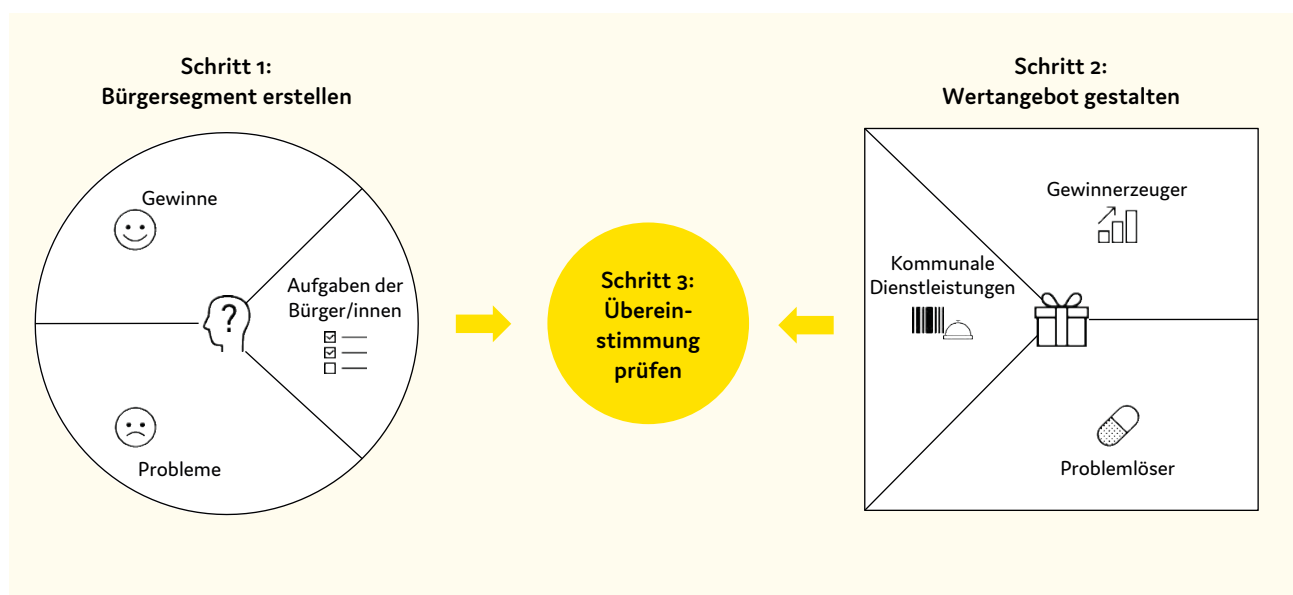 Schritt 1:
Bürgersegment erstellen
Gewinne
Aufgaben der
Bürger/innen
?
Probleme
Schritt 3:
Überein-
stimmung
prüfen
Schritt 2:
Wertangebot gestalten
Gewinnerzeuger
Kommunale
Dienstleistungen
Problemlöser